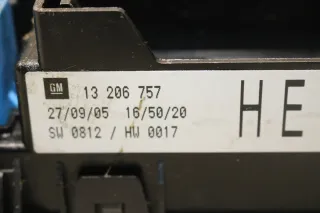 GM 13 206 757
27/09/05 16/50/20
SW 0812 / HW 0017
HE